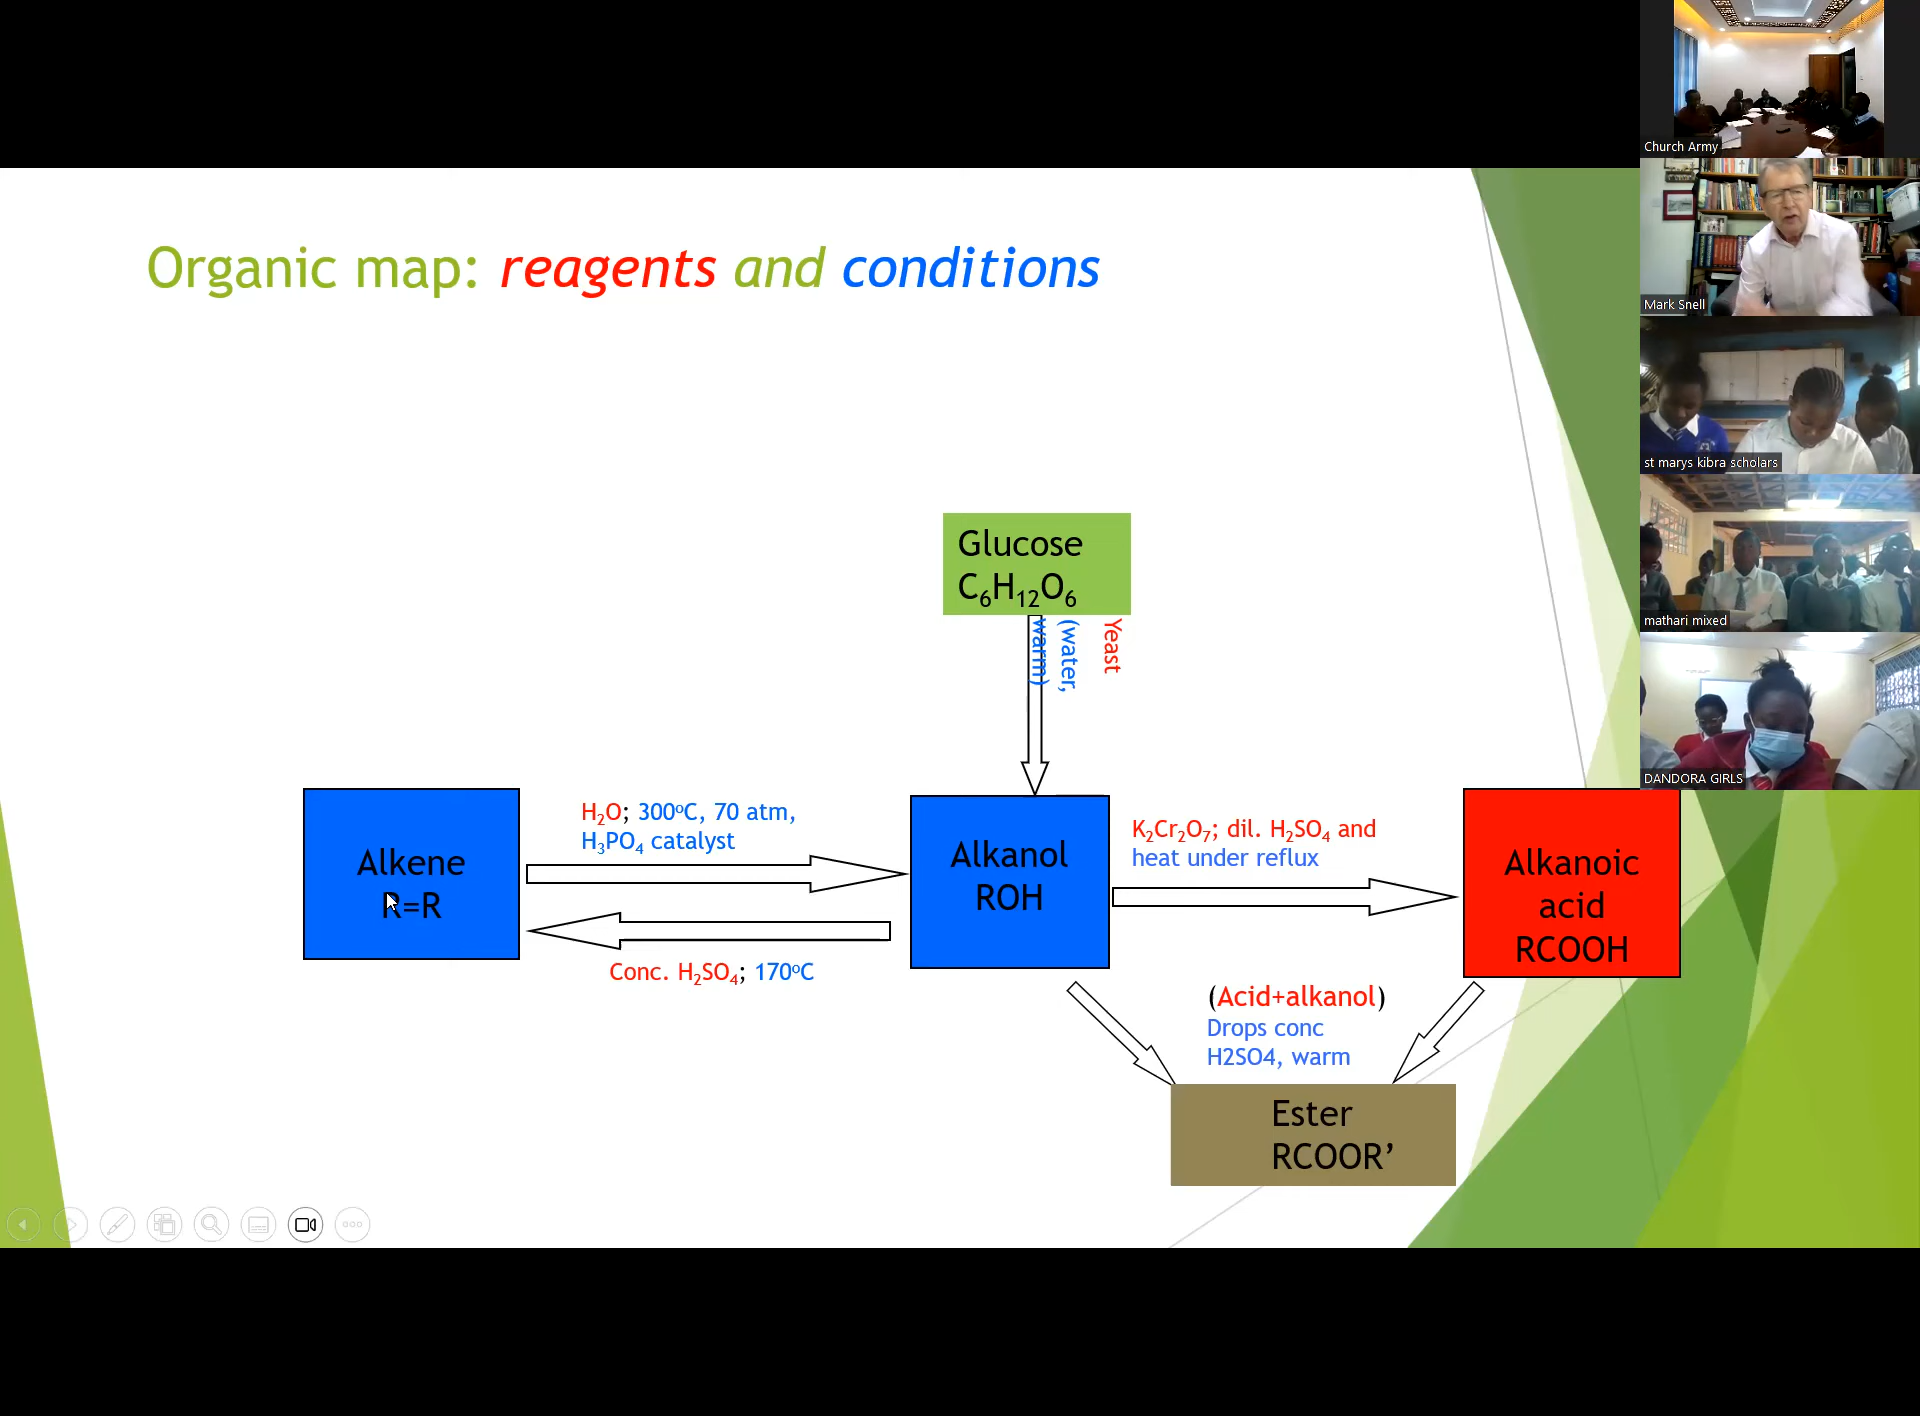 Organic map: reagents and conditions
Glucose
C₆H₁₂O₆
Yeast
(water,
warm)
Alkene
R=R
H₂O; 300ᵒC, 70 atm,
H₃PO₄ catalyst
Conc. H₂SO₄; 170ᵒC
Alkanol
ROH
K₂Cr₂O₇; dil. H₂SO₄ and
heat under reflux
Alkanoic
acid
RCOOH
(Acid+alkanol)
Drops conc
H2SO4, warm
Ester
RCOOR’
Church Army
Mark Snell
st marys kibra scholars
mathari mixed
DANDORA GIRLS